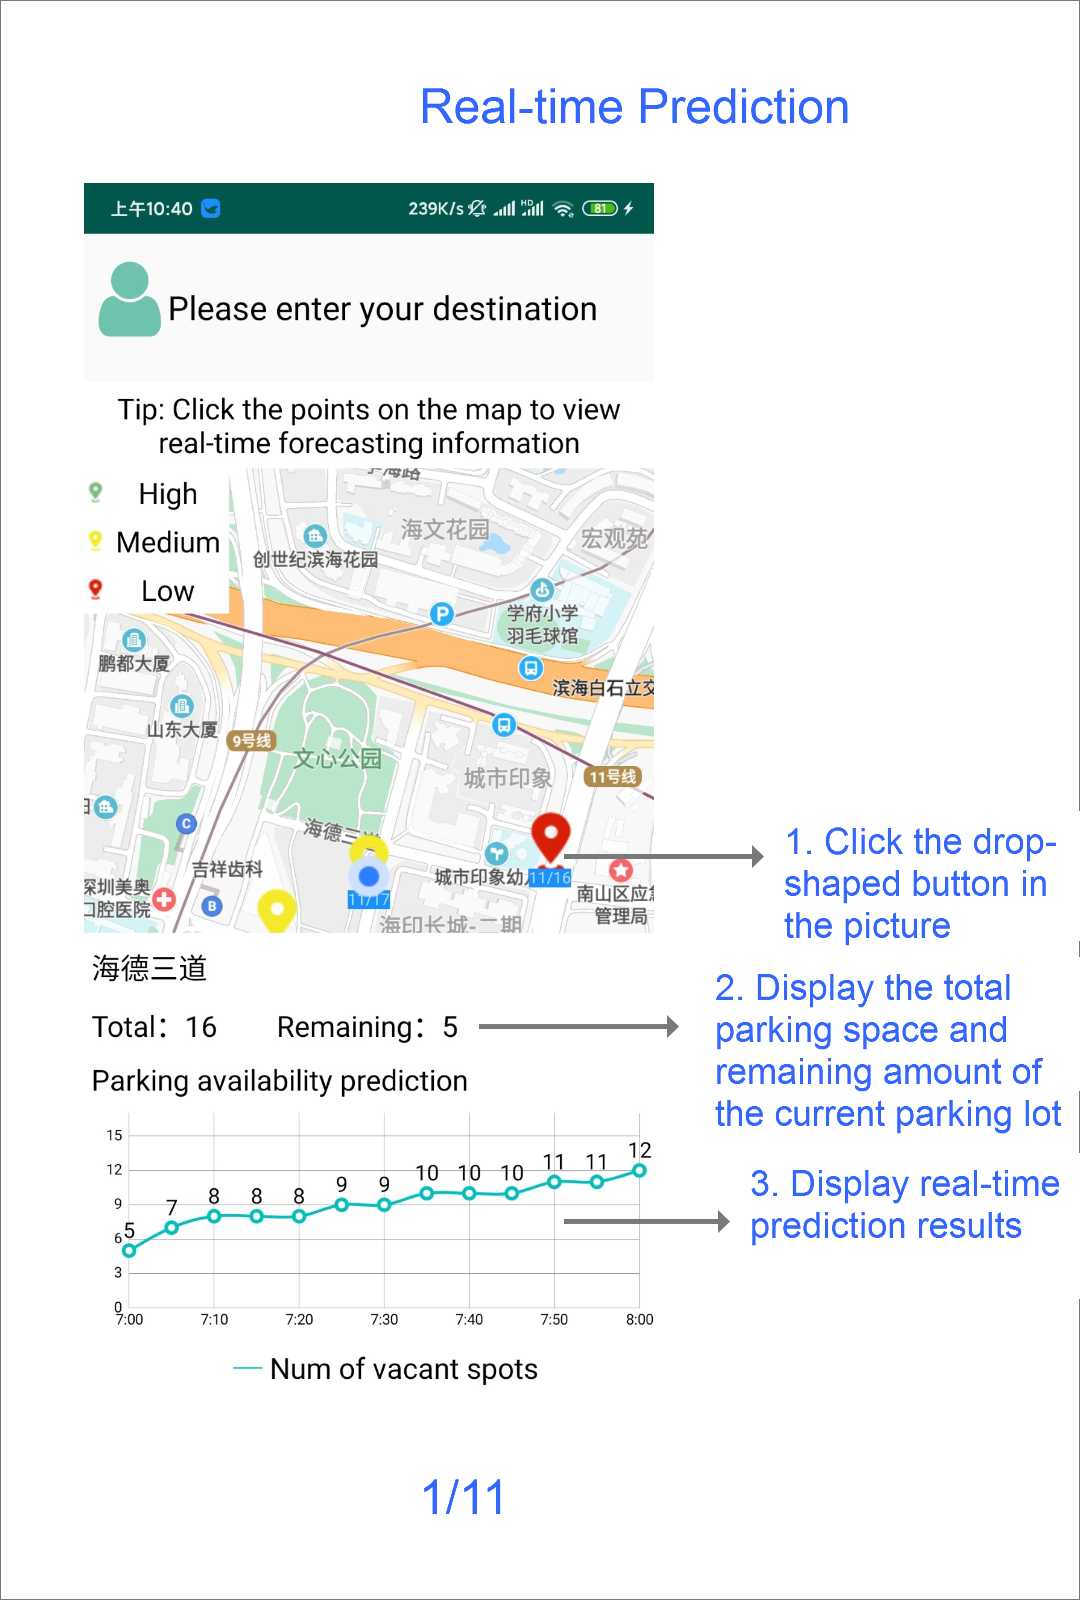 Real-time Prediction
上午10:40
239K/s HD 81
Please enter your destination
Tip: Click the points on the map to view
real-time forecasting information
High
Medium
Low
海文花园
宏观苑
创世纪滨海花园
P
学府小学
羽毛球馆
鹏都大厦
滨海白石立交
山东大厦
9号线
文心公园
城市印象
11号线
C
海德三道
吉祥齿科
城市印象幼
11/16
深圳美奥
口腔医院
B
11/17
南山区应急
管理局
海印长城-二期
1. Click the drop-
shaped button in
the picture
海德三道
Total：16 Remaining：5
2. Display the total
parking space and
remaining amount of
the current parking lot
Parking availability prediction
15
12
9
6
3
0
5 7 8 8 8 9 9 10 10 10 11 11 12
7:00 7:10 7:20 7:30 7:40 7:50 8:00
3. Display real-time
prediction results
Num of vacant spots
1/11